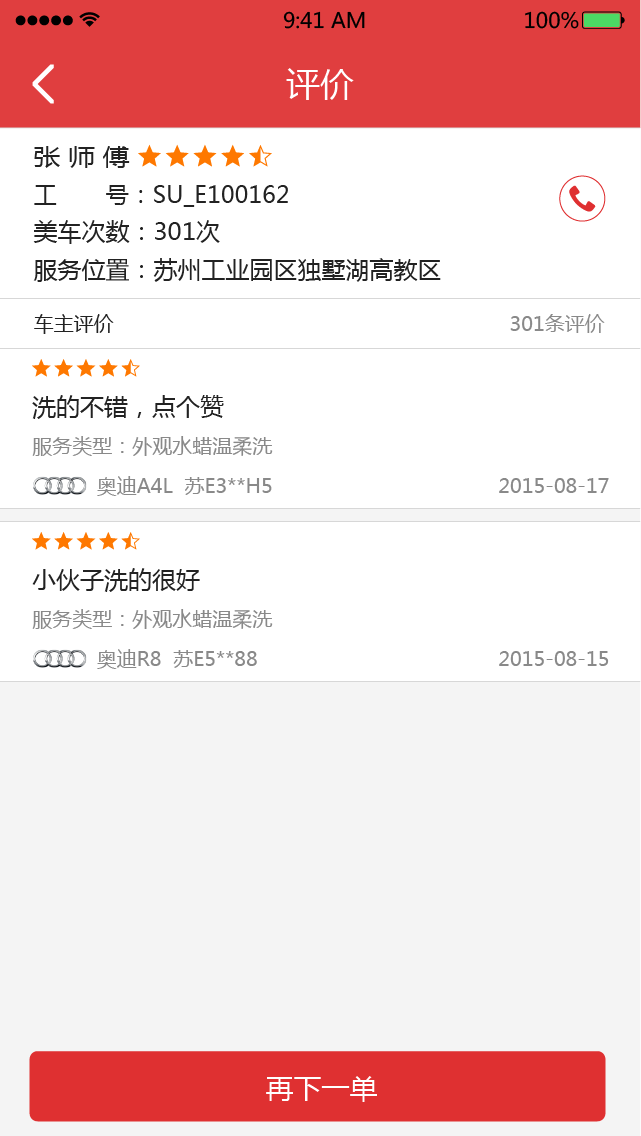 9:41 AM 100%
评价
张 师 傅
工 号：SU_E100162
美车次数：301次
服务位置：苏州工业园区独墅湖高教区
车主评价 301条评价
洗的不错，点个赞
服务类型：外观水蜡温柔洗
奥迪A4L 苏E3**H5 2015-08-17
小伙子洗的很好
服务类型：外观水蜡温柔洗
奥迪R8 苏E5**88 2015-08-15
再下一单